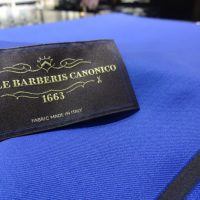 LE BARBERIS CANONICO
1663
FABRIC MADE IN ITALY